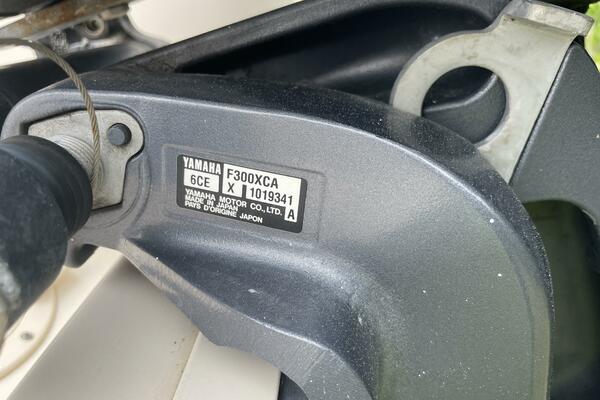 YAMAHA F300XCA
6CE X 1019341
YAMAHA MOTOR CO., LTD. A
MADE IN JAPAN
PAYS D'ORIGINE JAPON